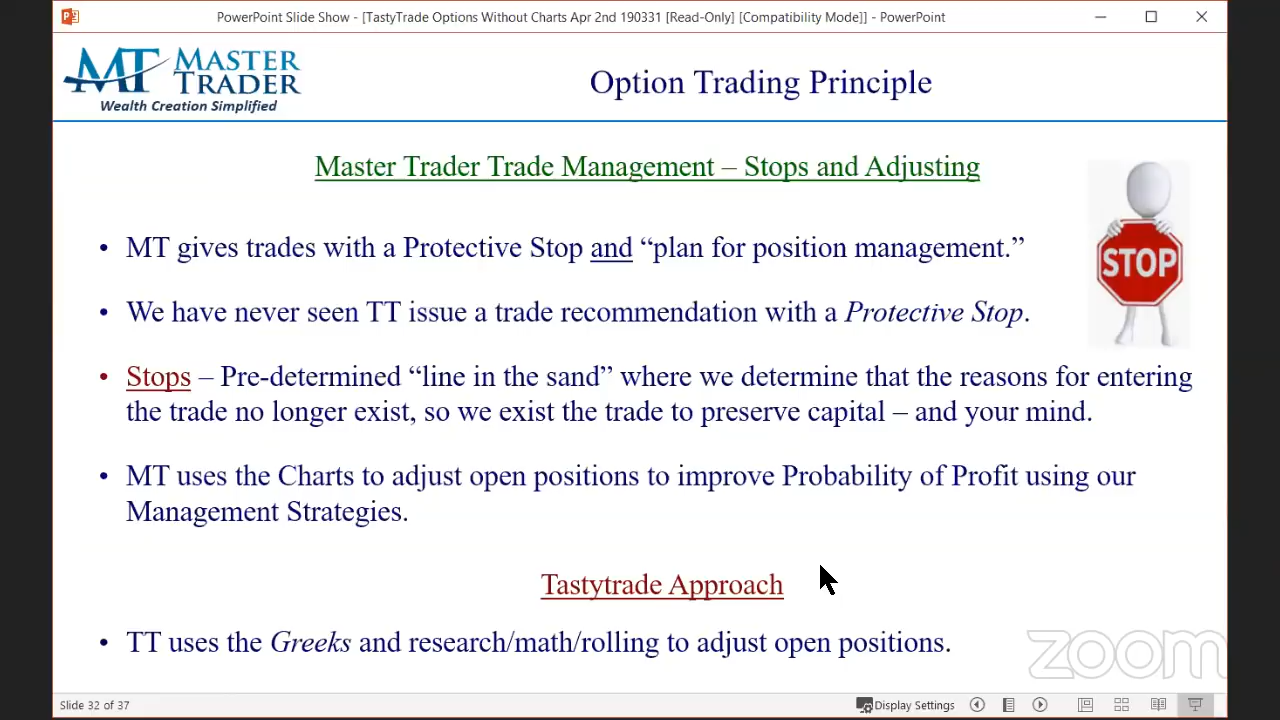 PowerPoint Slide Show - [TastyTrade Options Without Charts Apr 2nd 190331 [Read-Only] [Compatibility Mode]] - PowerPoint
MT MASTER TRADER
Wealth Creation Simplified
Option Trading Principle
Master Trader Trade Management – Stops and Adjusting
• MT gives trades with a Protective Stop and “plan for position management.”
STOP
• We have never seen TT issue a trade recommendation with a Protective Stop.
• Stops – Pre-determined “line in the sand” where we determine that the reasons for entering
the trade no longer exist, so we exist the trade to preserve capital – and your mind.
• MT uses the Charts to adjust open positions to improve Probability of Profit using our
Management Strategies.
Tastytrade Approach
• TT uses the Greeks and research/math/rolling to adjust open positions.
zoom
Slide 32 of 37
Display Settings